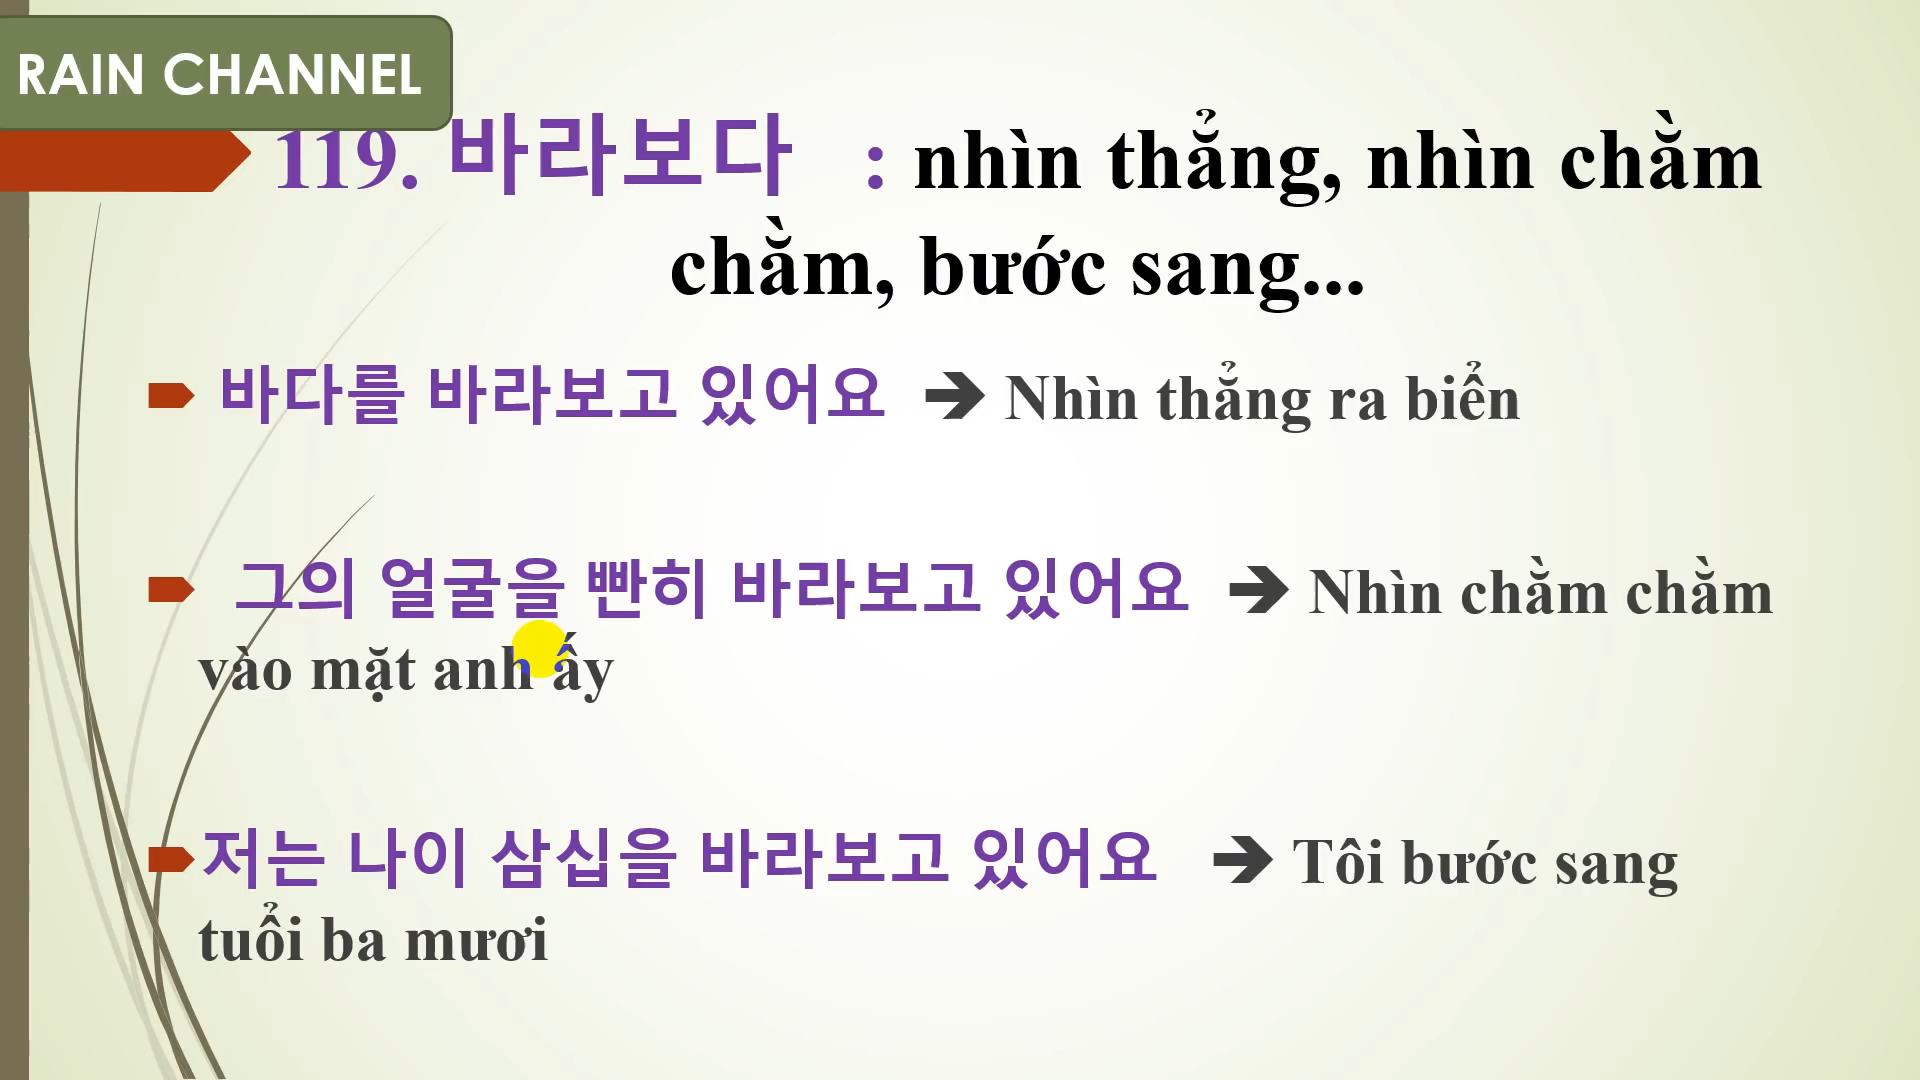 RAIN CHANNEL
119. 바라보다 : nhìn thẳng, nhìn chằm
chằm, bước sang...
바다를 바라보고 있어요 ➔ Nhìn thẳng ra biển
그의 얼굴을 빤히 바라보고 있어요 ➔ Nhìn chằm chằm
vào mặt anh ấy
저는 나이 삼십을 바라보고 있어요 ➔ Tôi bước sang
tuổi ba mươi